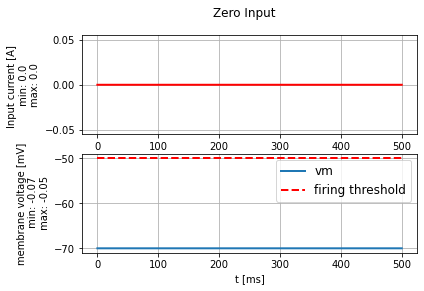 Zero Input
Input current [A]
min: 0.0
max: 0.0
0.05
0.00
−0.05
0 100 200 300 400 500
membrane voltage [mV]
min: -0.07
max: -0.05
−50
−60
−70
vm
firing threshold
0 100 200 300 400 500
t [ms]